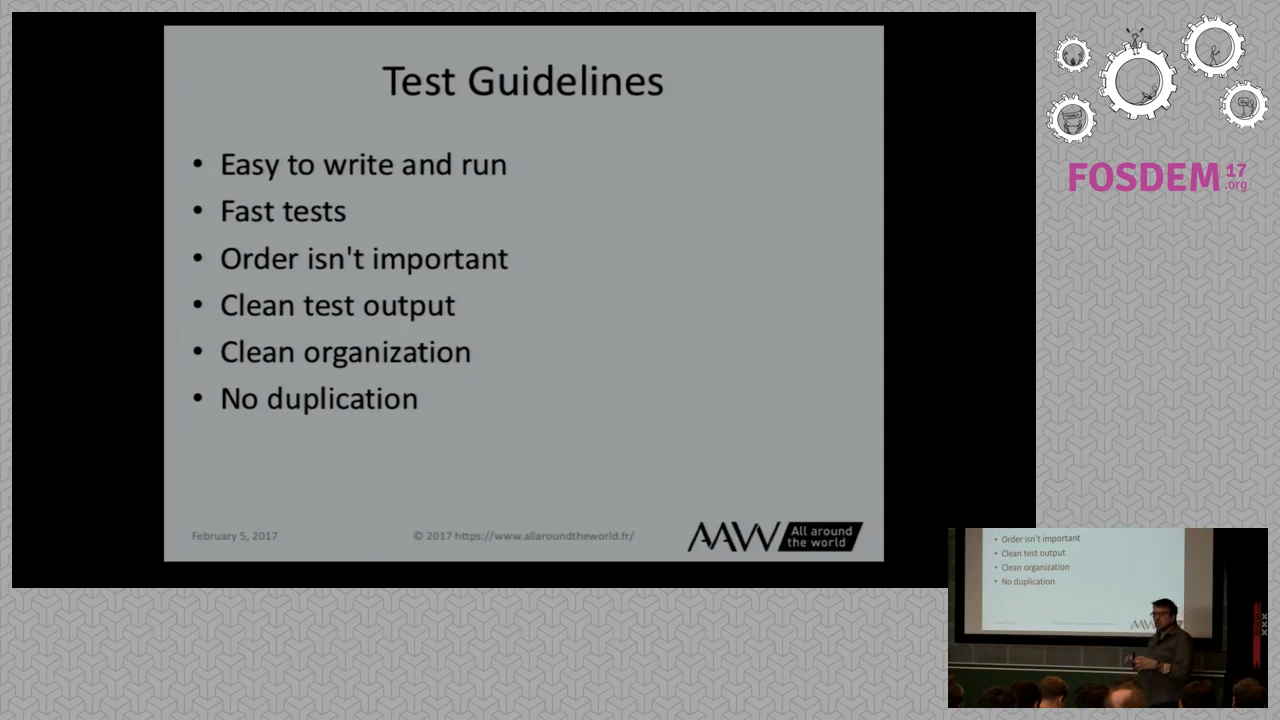 Test Guidelines
• Easy to write and run
• Fast tests
• Order isn't important
• Clean test output
• Clean organization
• No duplication
February 5, 2017
© 2017 https://www.allaroundtheworld.fr/
AAW All around
the world
FOSDEM 17
.org
• Order isn't important
• Clean test output
• Clean organization
• No duplication